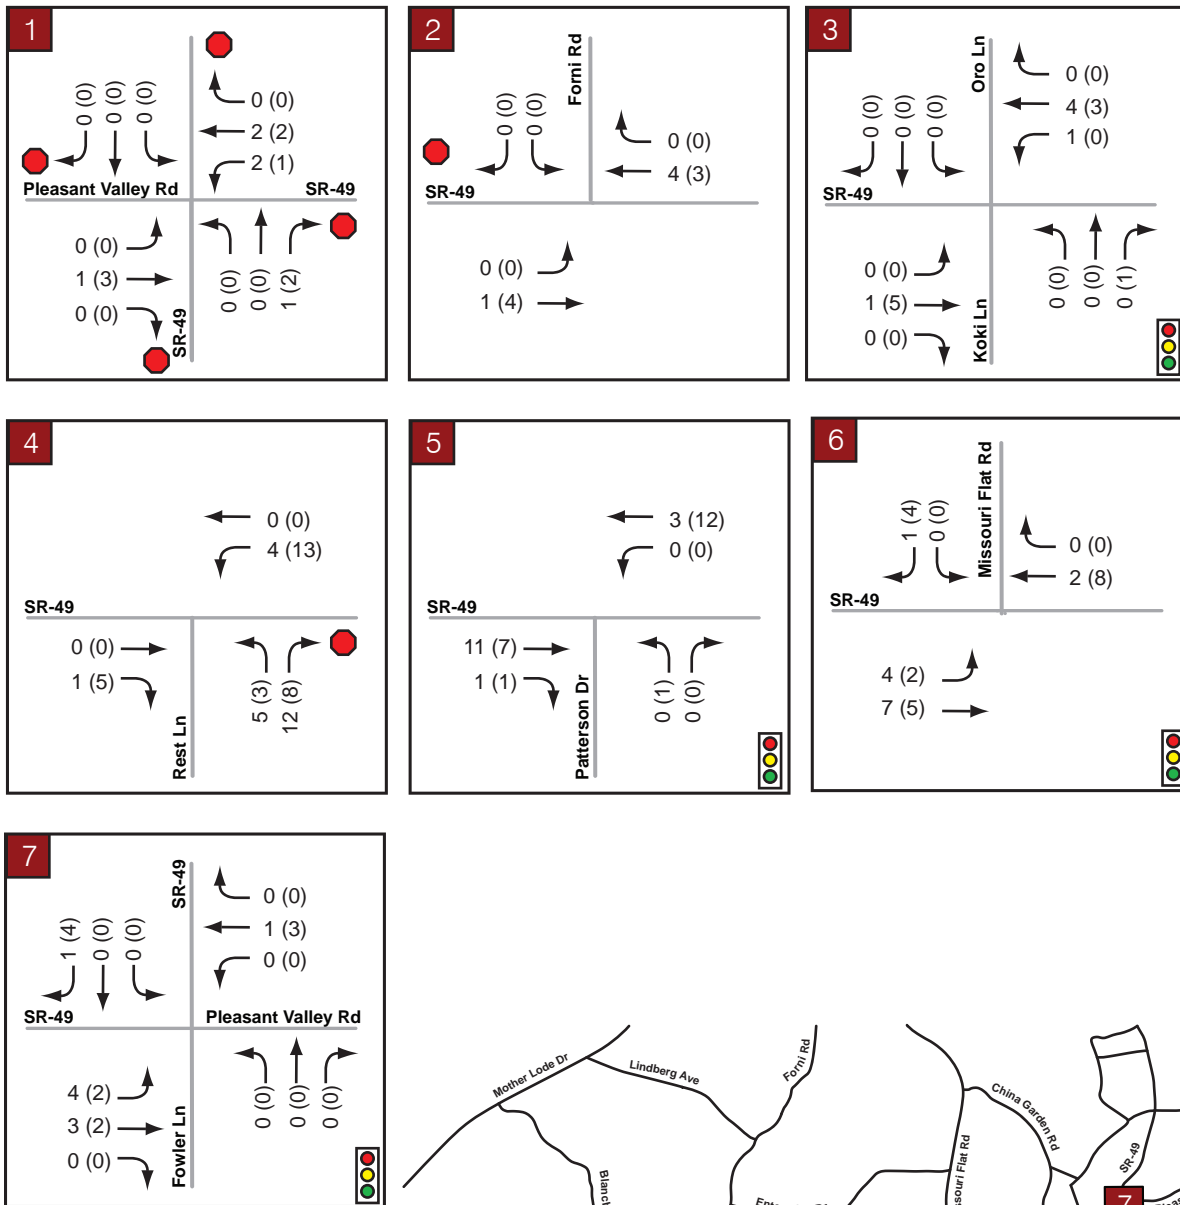 1
0 (0) 0 (0) 0 (0)
0 (0)
2 (2)
2 (1)
Pleasant Valley Rd
SR-49
0 (0)
1 (3)
0 (0)
SR-49
0 (0) 0 (0) 1 (2)
2
Forni Rd
0 (0) 0 (0)
0 (0)
4 (3)
SR-49
0 (0)
1 (4)
3
Oro Ln
0 (0) 0 (0) 0 (0)
0 (0)
4 (3)
1 (0)
SR-49
0 (0)
1 (5)
0 (0)
Koki Ln
0 (0) 0 (0) 0 (1)
4
0 (0)
4 (13)
SR-49
0 (0)
1 (5)
Rest Ln
5 (3) 12 (8)
5
3 (12)
0 (0)
SR-49
11 (7)
1 (1)
Patterson Dr
0 (1) 0 (0)
6
Missouri Flat Rd
1 (4) 0 (0)
0 (0)
2 (8)
SR-49
4 (2)
7 (5)
7
SR-49
1 (4) 0 (0) 0 (0)
0 (0)
1 (3)
0 (0)
SR-49
Pleasant Valley Rd
4 (2)
3 (2)
0 (0)
Fowler Ln
0 (0) 0 (0) 0 (0)
Mother Lode Dr
Lindberg Ave
Forni Rd
China Garden Rd
SR-49
Blanch
ssouri Flat Rd
7